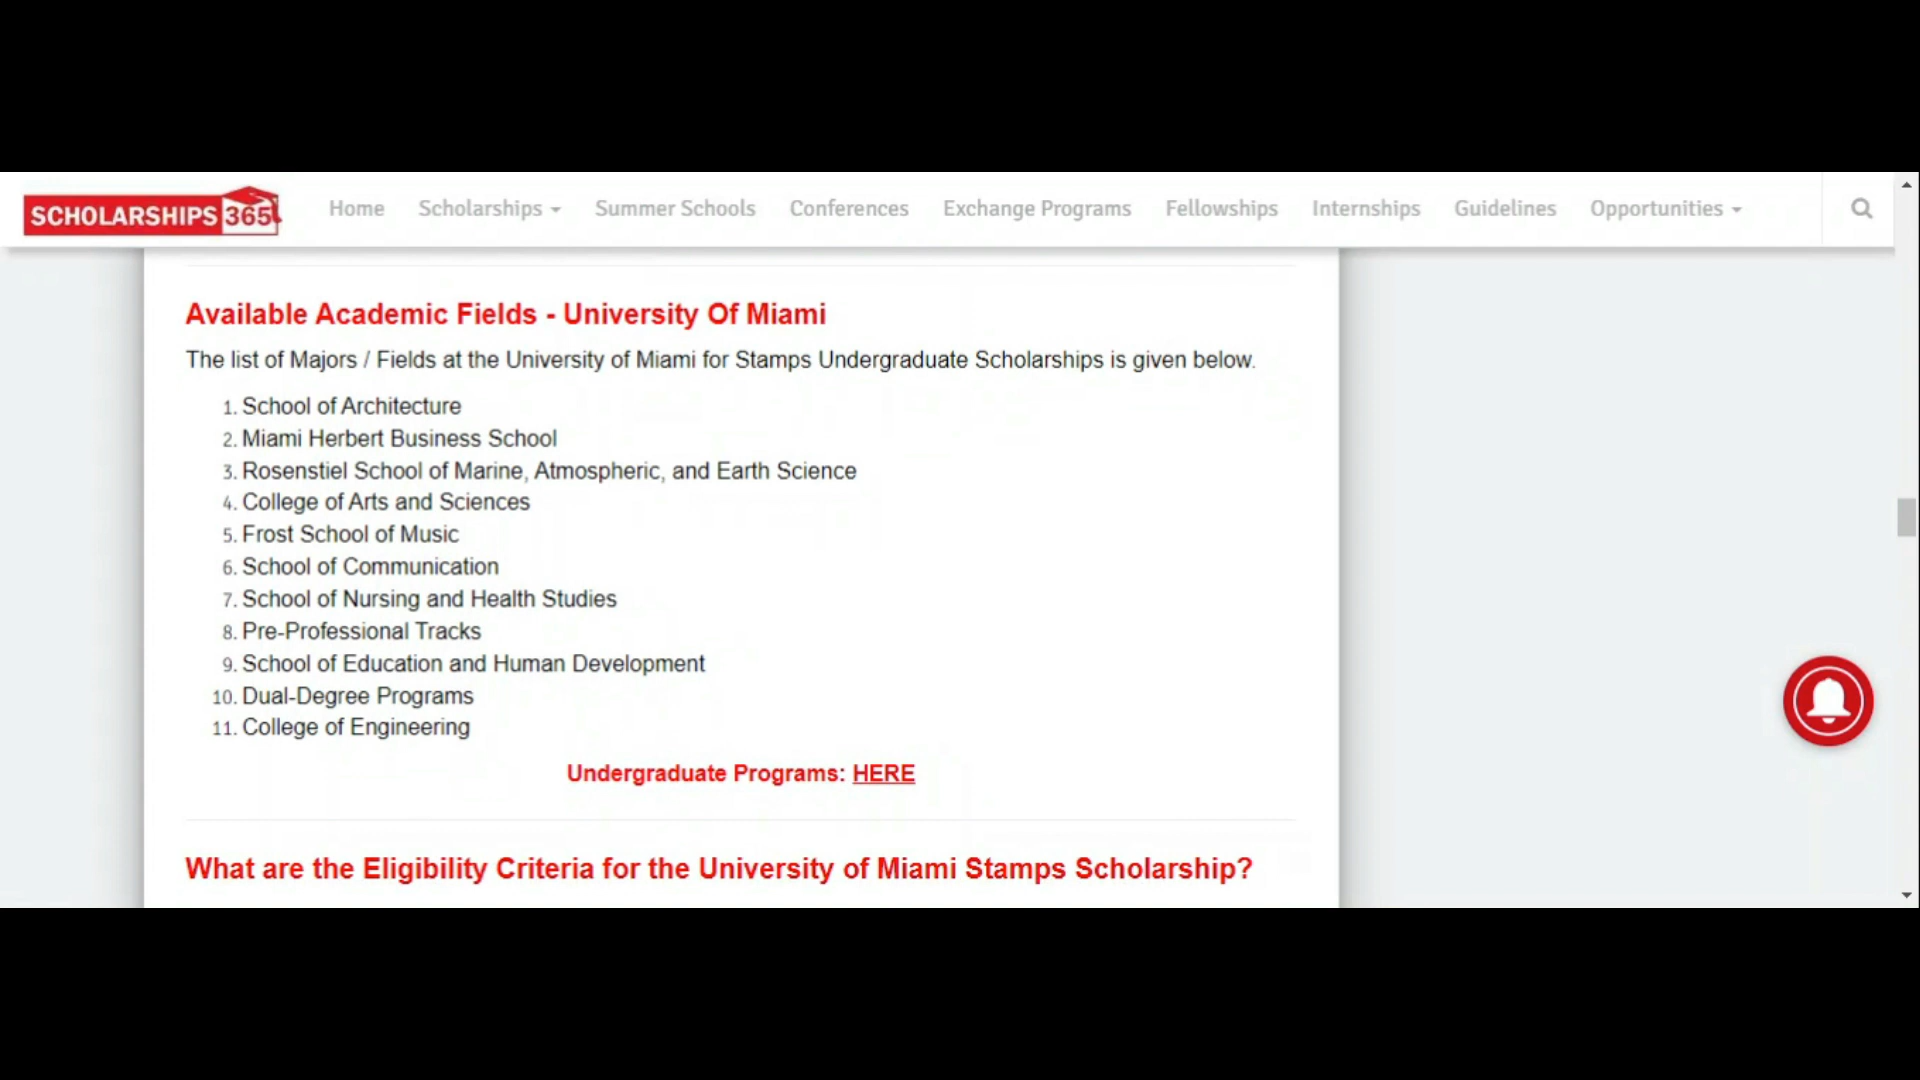 SCHOLARSHIPS 365
Home Scholarships Summer Schools Conferences Exchange Programs Fellowships Internships Guidelines Opportunities
Available Academic Fields - University Of Miami
The list of Majors / Fields at the University of Miami for Stamps Undergraduate Scholarships is given below.
1. School of Architecture
2. Miami Herbert Business School
3. Rosenstiel School of Marine, Atmospheric, and Earth Science
4. College of Arts and Sciences
5. Frost School of Music
6. School of Communication
7. School of Nursing and Health Studies
8. Pre-Professional Tracks
9. School of Education and Human Development
10. Dual-Degree Programs
11. College of Engineering
Undergraduate Programs: HERE
What are the Eligibility Criteria for the University of Miami Stamps Scholarship?